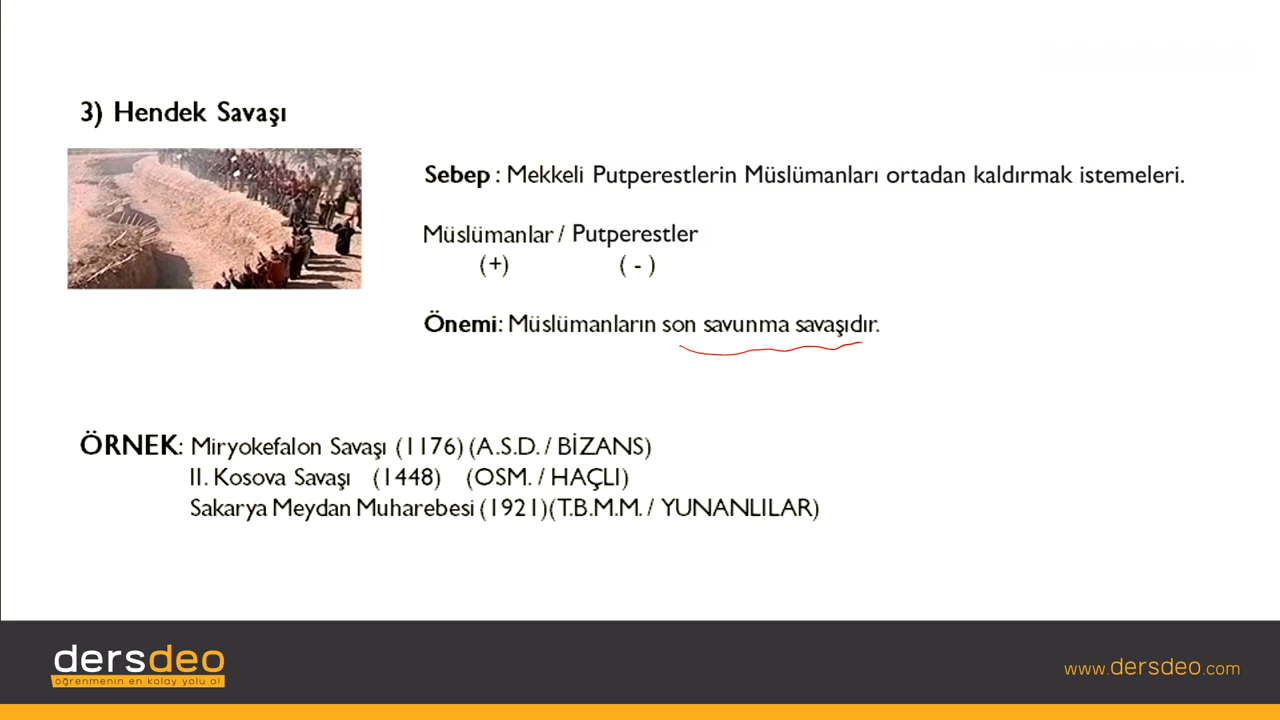 3) Hendek Savaşı
Sebep : Mekkeli Putperestlerin Müslümanları ortadan kaldırmak istemeleri.
Müslümanlar / Putperestler
(+) ( - )
Önemi: Müslümanların son savunma savaşıdır.
ÖRNEK: Miryokefalon Savaşı (1176) (A.S.D. / BİZANS)
II. Kosova Savaşı (1448) (OSM. / HAÇLI)
Sakarya Meydan Muharebesi (1921)(T.B.M.M. / YUNANLILAR)
dersdeo
öğrenmenin en kolay yolu o!
www.dersdeo.com